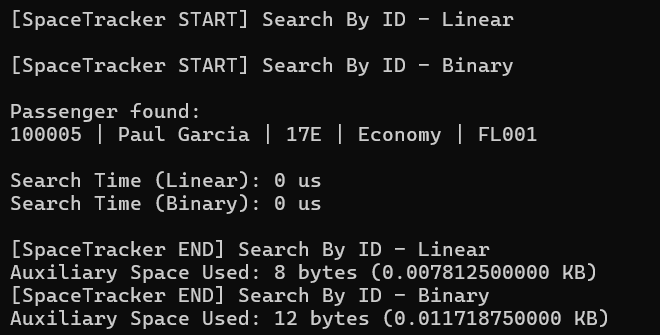 [SpaceTracker START] Search By ID - Linear
[SpaceTracker START] Search By ID - Binary
Passenger found:
100005 | Paul Garcia | 17E | Economy | FL001
Search Time (Linear): 0 us
Search Time (Binary): 0 us
[SpaceTracker END] Search By ID - Linear
Auxiliary Space Used: 8 bytes (0.007812500000 KB)
[SpaceTracker END] Search By ID - Binary
Auxiliary Space Used: 12 bytes (0.011718750000 KB)